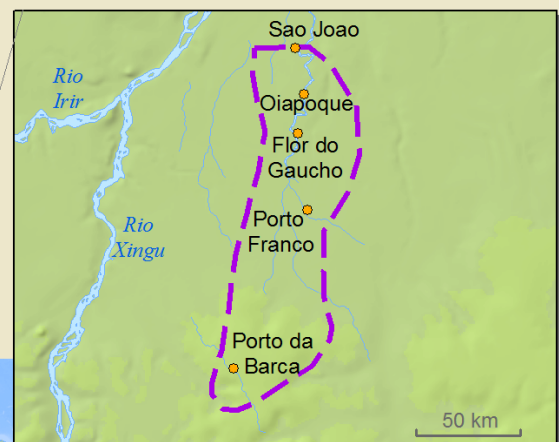 Sao Joao
Rio
Irir
Oiapoque
Flor do
Gaucho
Rio
Xingu
Porto
Franco
Porto da
Barca
50 km